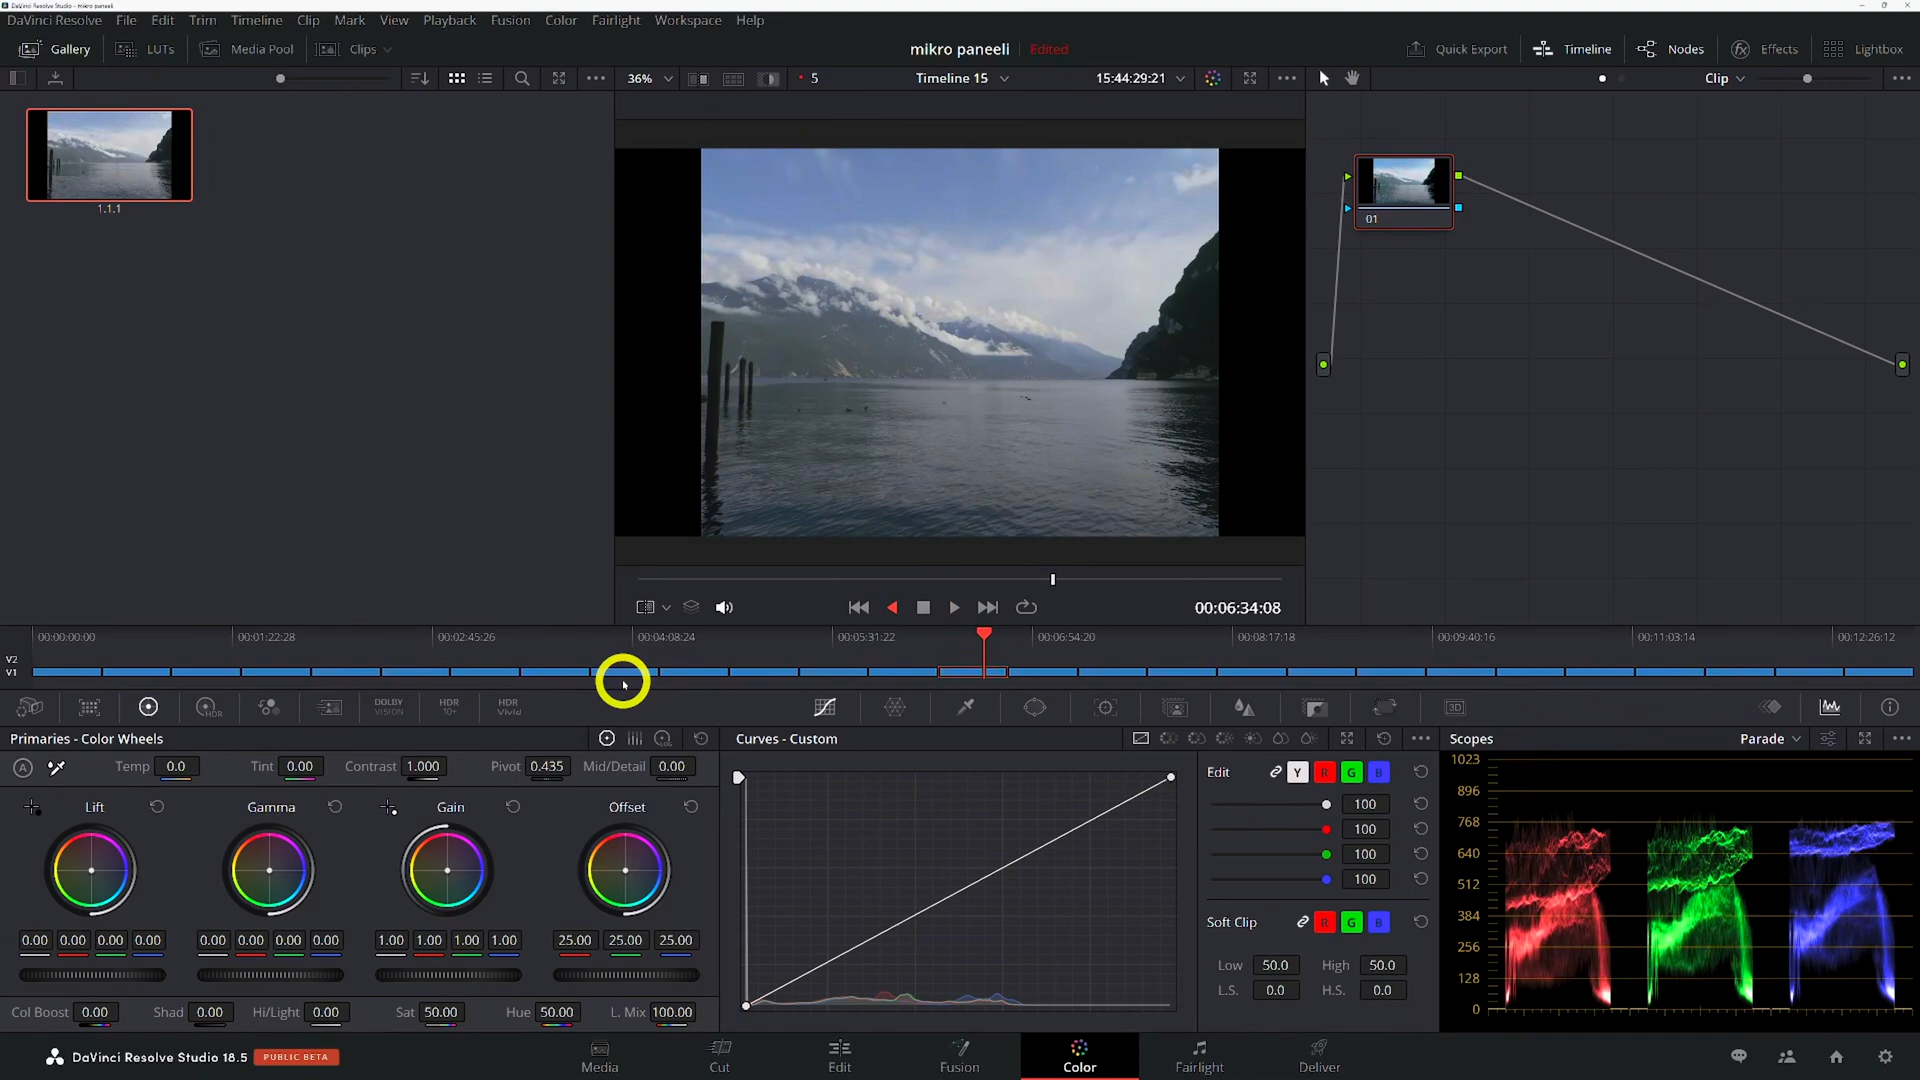 DaVinci Resolve Studio - mikro paneeli
DaVinci Resolve File Edit Trim Timeline Clip Mark View Playback Fusion Color Fairlight Workspace Help
Gallery LUTs Media Pool Clips mikro paneeli Edited Quick Export Timeline Nodes Effects Lightbox
36% 5 Timeline 15 15:44:29:21 Clip
1.1.1
01
00:06:34:08
00:00:00:00 00:01:22:28 00:02:45:26 00:04:08:24 00:05:31:22 00:06:54:20 00:08:17:18 00:09:40:16 00:11:03:14 00:12:26:12
V2
V1
HDR DOLBY VISION HDR 10+ HDR Vivid 3D
Primaries - Color Wheels Curves - Custom Scopes Parade
A Temp 0.0 Tint 0.00 Contrast 1.000 Pivot 0.435 Mid/Detail 0.00
Lift Gamma Gain Offset
0.00 0.00 0.00 0.00 0.00 0.00 0.00 0.00 1.00 1.00 1.00 1.00 25.00 25.00 25.00
Col Boost 0.00 Shad 0.00 Hi/Light 0.00 Sat 50.00 Hue 50.00 L. Mix 100.00
Edit Y R G B
100
100
100
100
Soft Clip R G B
Low 50.0 High 50.0
L.S. 0.0 H.S. 0.0
1023
896
768
640
512
384
256
128
0
DaVinci Resolve Studio 18.5 PUBLIC BETA
Media Cut Edit Fusion Color Fairlight Deliver